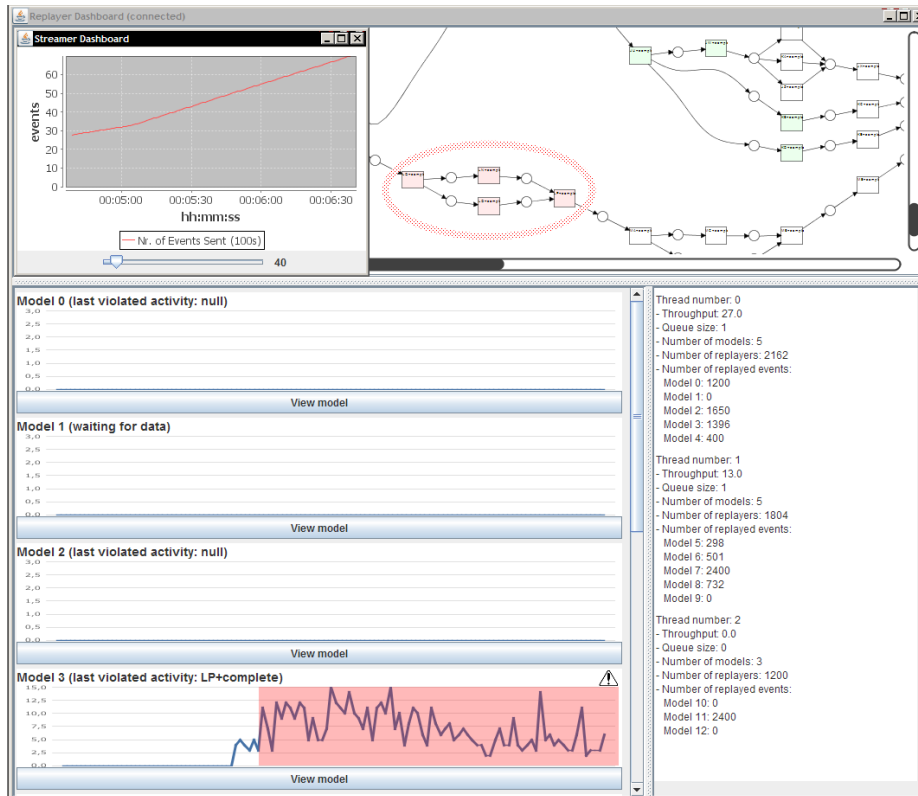 Replayer Dashboard (connected)
Streamer Dashboard
events
60
50
40
30
20
10
0
00:05:00 00:05:30 00:06:00 00:06:30
hh:mm:ss
Nr. of Events Sent (100s)
40
Model 0 (last violated activity: null)
3,0
2,5
2,0
1,5
1,0
0,5
0,0
View model
Model 1 (waiting for data)
3,0
2,5
2,0
1,5
1,0
0,5
0,0
View model
Model 2 (last violated activity: null)
3,0
2,5
2,0
1,5
1,0
0,5
0,0
View model
Model 3 (last violated activity: LP+complete)
15,0
12,5
10,0
7,5
5,0
2,5
0,0
View model
Thread number: 0
- Throughput: 27.0
- Queue size: 1
- Number of models: 5
- Number of replayers: 2162
- Number of replayed events:
Model 0: 1200
Model 1: 0
Model 2: 1650
Model 3: 1396
Model 4: 400
Thread number: 1
- Throughput: 13.0
- Queue size: 1
- Number of models: 5
- Number of replayers: 1804
- Number of replayed events:
Model 5: 298
Model 6: 501
Model 7: 2400
Model 8: 732
Model 9: 0
Thread number: 2
- Throughput: 0.0
- Queue size: 0
- Number of models: 3
- Number of replayers: 1200
- Number of replayed events:
Model 10: 0
Model 11: 2400
Model 12: 0